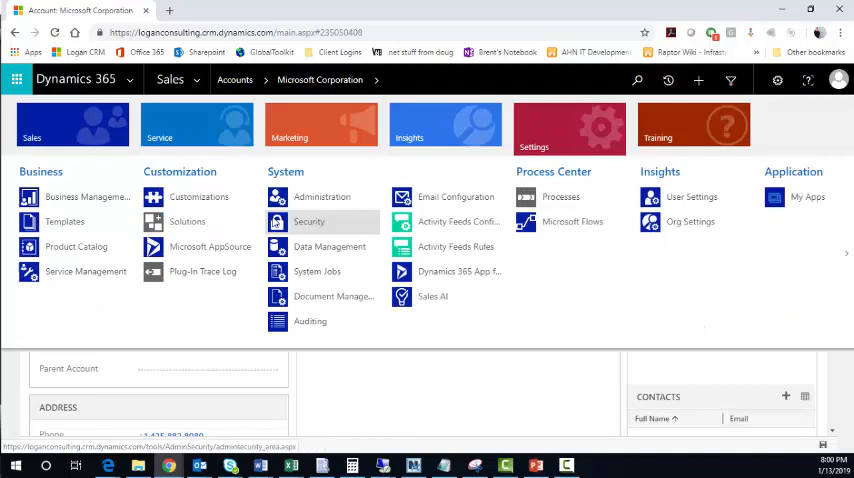 Account: Microsoft Corporation
https://loganconsulting.crm.dynamics.com/main.aspx#235050408
Apps Logan CRM Office 365 Sharepoint GlobalToolkit Client Logins .net stuff from doug Brent's Notebook AHN IT Developmen Raptor Wiki - Infrastr Other bookmarks
Dynamics 365 Sales Accounts Microsoft Corporation
Sales Service Marketing Insights Settings Training
Business Customization System Process Center Insights Application
Business Manageme... Customizations Administration Email Configuration Processes User Settings My Apps
Templates Solutions Security Activity Feeds Confi... Microsoft Flows Org Settings
Product Catalog Microsoft AppSource Data Management Activity Feeds Rules
Service Management Plug-In Trace Log System Jobs Dynamics 365 App f...
Document Manage... Sales AI
Auditing
Parent Account
CONTACTS
ADDRESS
Full Name Email
Phone +1 425 882 8080
https://loganconsulting.crm.dynamics.com/tools/AdminSecurity/adminsecurity_area.aspx
8:00 PM
1/13/2019